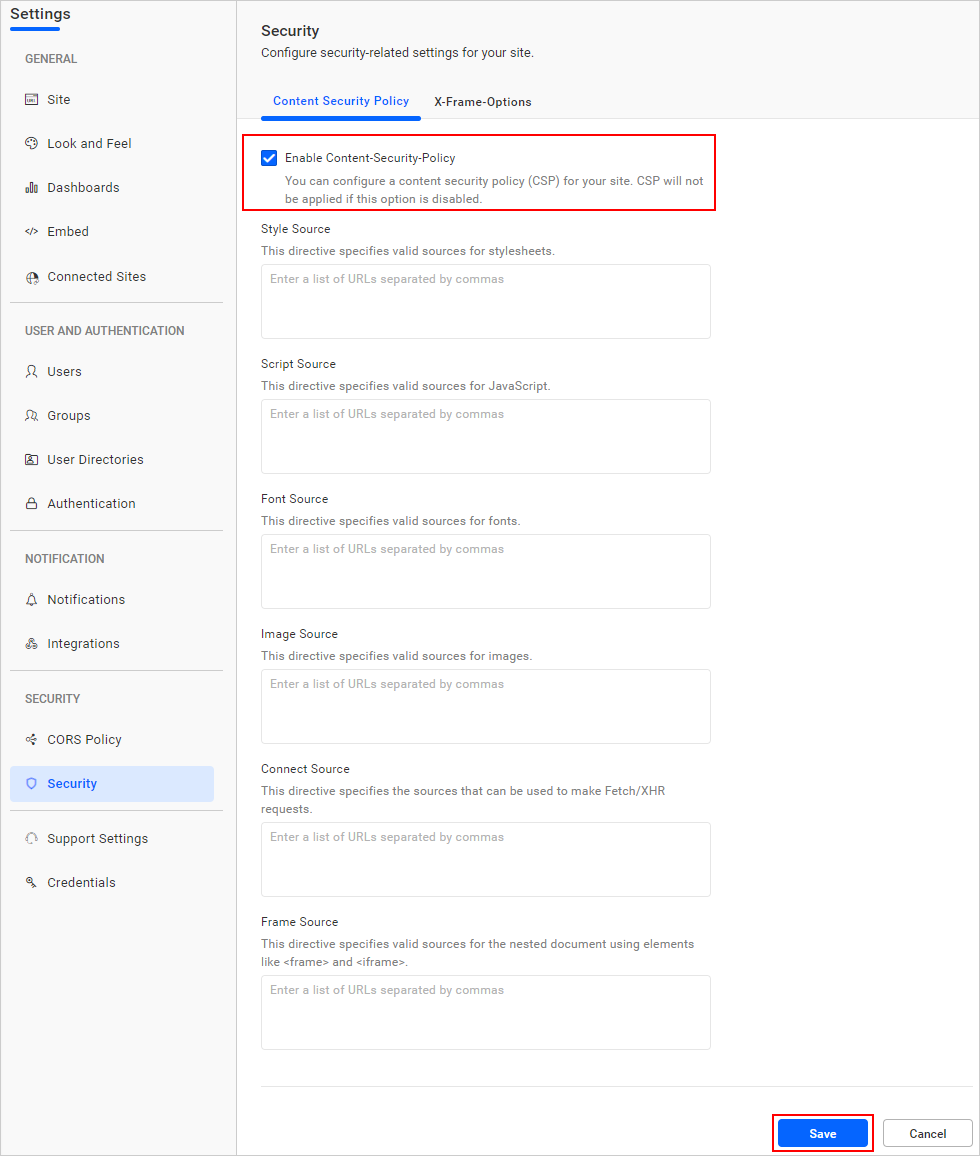 Settings
GENERAL
Site
Look and Feel
Dashboards
Embed
Connected Sites
USER AND AUTHENTICATION
Users
Groups
User Directories
Authentication
NOTIFICATION
Notifications
Integrations
SECURITY
CORS Policy
Security
Support Settings
Credentials
Security
Configure security-related settings for your site.
Content Security Policy
X-Frame-Options
Enable Content-Security-Policy
You can configure a content security policy (CSP) for your site. CSP will not
be applied if this option is disabled.
Style Source
This directive specifies valid sources for stylesheets.
Enter a list of URLs separated by commas
Script Source
This directive specifies valid sources for JavaScript.
Enter a list of URLs separated by commas
Font Source
This directive specifies valid sources for fonts.
Enter a list of URLs separated by commas
Image Source
This directive specifies valid sources for images.
Enter a list of URLs separated by commas
Connect Source
This directive specifies the sources that can be used to make Fetch/XHR
requests.
Enter a list of URLs separated by commas
Frame Source
This directive specifies valid sources for the nested document using elements
like <frame> and <iframe>.
Enter a list of URLs separated by commas
Save
Cancel